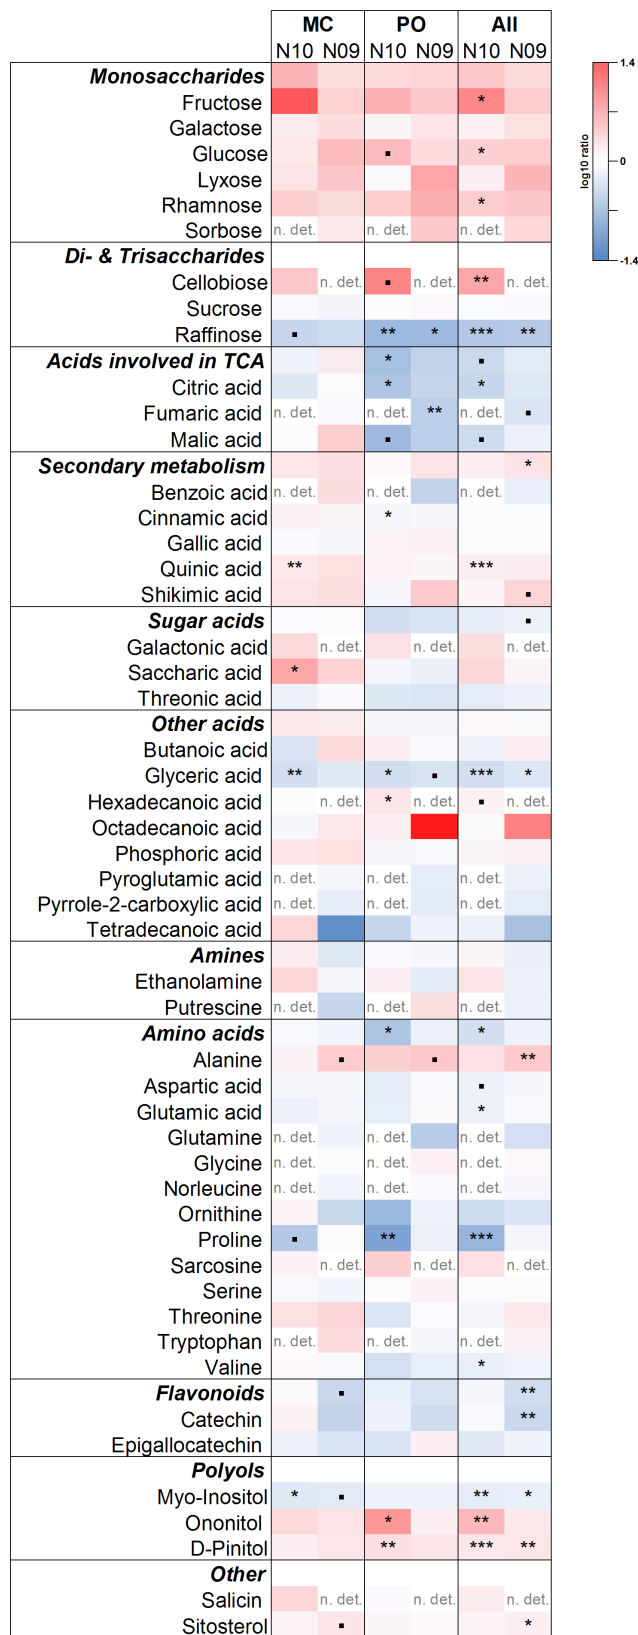 MC PO All
N10 N09 N10 N09 N10 N09
1.4
0
-1.4
log10 ratio
Monosaccharides
Fructose *
Galactose
Glucose ▪ *
Lyxose
Rhamnose *
Sorbose n. det. n. det. n. det.
Di- & Trisaccharides
Cellobiose n. det. ▪ n. det. ** n. det.
Sucrose
Raffinose ▪ ** * *** **
Acids involved in TCA * ▪
Citric acid * *
Fumaric acid n. det. n. det. ** n. det. ▪
Malic acid ▪ ▪
Secondary metabolism *
Benzoic acid n. det. n. det. n. det.
Cinnamic acid *
Gallic acid
Quinic acid ** ***
Shikimic acid ▪
Sugar acids ▪
Galactonic acid n. det. n. det. n. det.
Saccharic acid *
Threonic acid
Other acids
Butanoic acid
Glyceric acid ** * ▪ *** *
Hexadecanoic acid n. det. * n. det. ▪ n. det.
Octadecanoic acid
Phosphoric acid
Pyroglutamic acid n. det. n. det. n. det.
Pyrrole-2-carboxylic acid n. det. n. det. n. det.
Tetradecanoic acid
Amines
Ethanolamine
Putrescine n. det. n. det. n. det.
Amino acids * *
Alanine ▪ ▪ **
Aspartic acid ▪
Glutamic acid *
Glutamine n. det. n. det. n. det.
Glycine n. det. n. det. n. det.
Norleucine n. det. n. det. n. det.
Ornithine
Proline ▪ ** ***
Sarcosine n. det. n. det. n. det.
Serine
Threonine
Tryptophan n. det. n. det. n. det.
Valine *
Flavonoids ▪ **
Catechin **
Epigallocatechin
Polyols
Myo-Inositol * ▪ ** *
Ononitol * **
D-Pinitol ** *** **
Other
Salicin n. det. n. det. n. det.
Sitosterol ▪ *